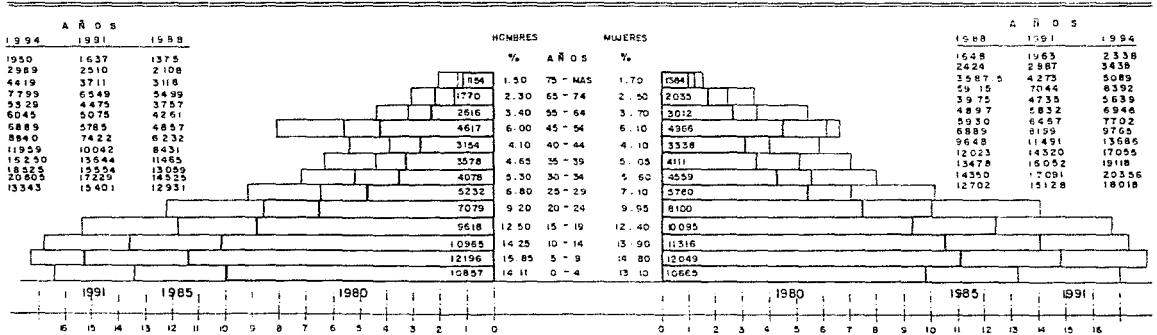 A Ñ O S
1994 1991 1988
1950 1637 1375
2989 2510 2108
4419 3711 3118
7799 6549 5499
5329 4475 3757
6045 5075 4261
6889 5785 4857
8840 7422 6232
11959 10042 8431
16250 13644 11465
18525 15554 13059
20605 17229 14525
13343 15401 12931
HOMBRES MUJERES
% A Ñ O S %
1154 1.50 75 - MAS 1.70 1384
1770 2.30 65 - 74 2.50 2035
2616 3.40 55 - 64 3.70 3012
4617 6.00 45 - 54 6.10 4966
3154 4.10 40 - 44 4.10 3338
3578 4.65 35 - 39 5.05 4111
4078 5.30 30 - 34 5.60 4559
5232 6.80 25 - 29 7.10 5780
7079 9.20 20 - 24 9.95 8100
9618 12.50 15 - 19 12.40 10095
10965 14.25 10 - 14 13.90 11316
12196 15.85 5 - 9 14.80 12049
10857 14.11 0 - 4 13.10 10665
A Ñ O S
1988 1991 1994
1648 1963 2338
2424 2887 3438
3587.5 4273 5089
5915 7044 8392
3975 4735 5639
4897 5832 6946
5930 6467 7702
6889 8199 9765
9648 11491 13686
12023 14320 17055
13478 16052 19118
14350 17091 20356
12702 15128 18018
1991 1985 1980 1980 1985 1991
16 15 14 13 12 11 10 9 8 7 6 5 4 3 2 1 0 0 1 2 3 4 5 6 7 8 9 10 11 12 13 14 15 16